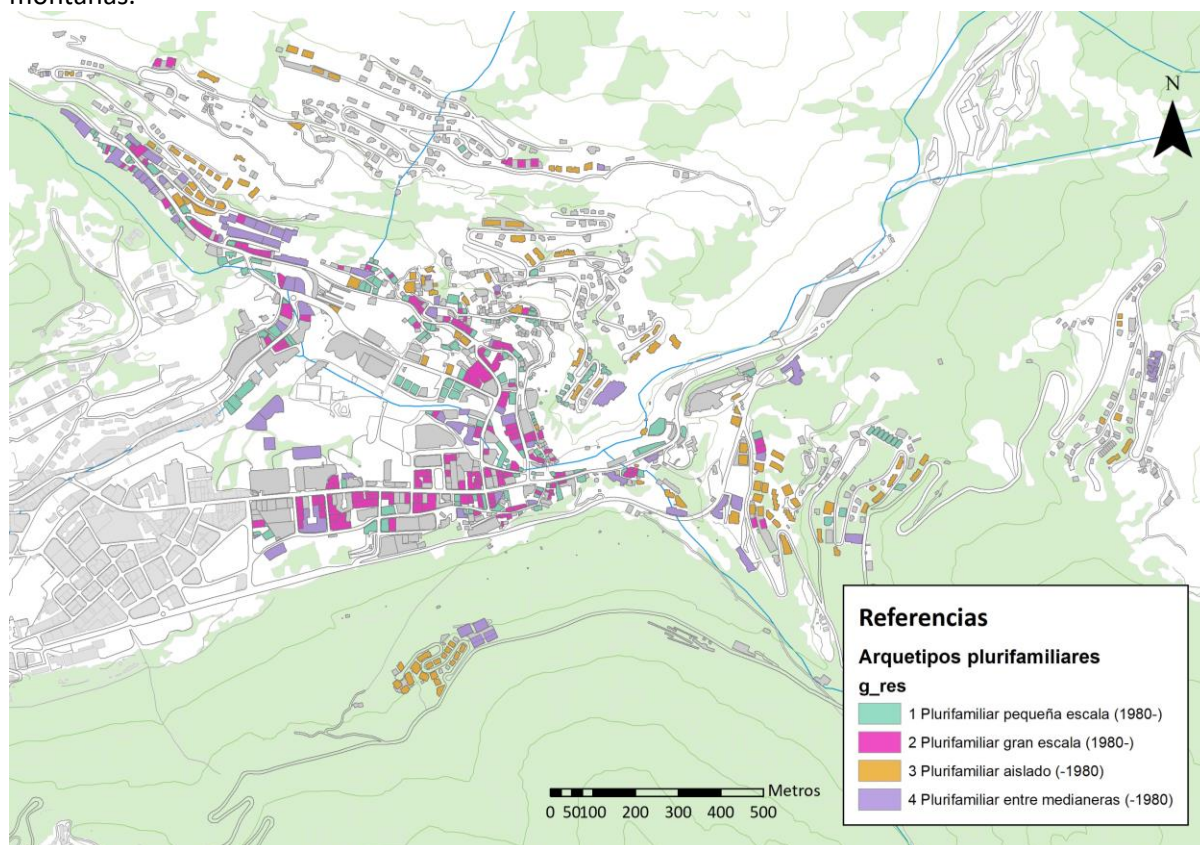 montañas.
N
Metros
0 50100 200 300 400 500
Referencias
Arquetipos plurifamiliares
g_res
1 Plurifamiliar pequeña escala (1980-)
2 Plurifamiliar gran escala (1980-)
3 Plurifamiliar aislado (-1980)
4 Plurifamiliar entre medianeras (-1980)